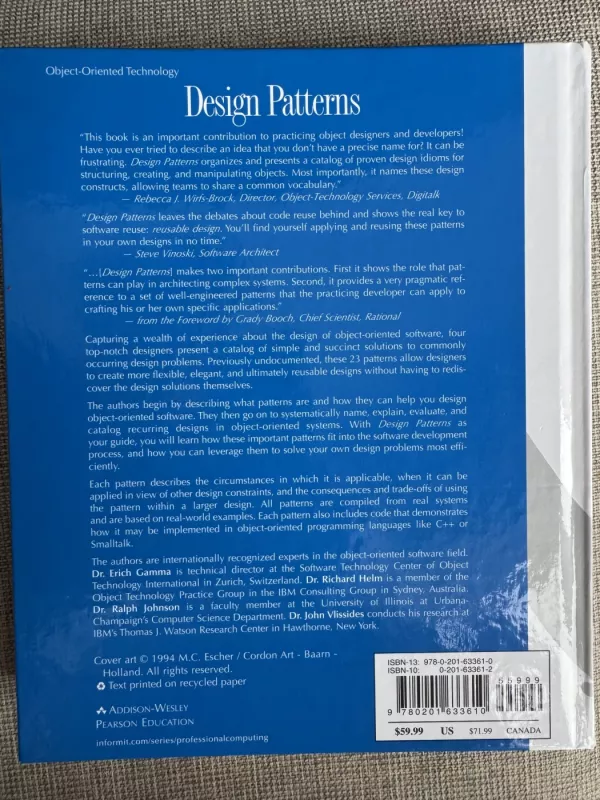 Object-Oriented Technology
Design Patterns
"This book is an important contribution to practicing object designers and developers!
Have you ever tried to describe an idea that you don't have a precise name for? It can be
frustrating. Design Patterns organizes and presents a catalog of proven design idioms for
structuring, creating, and manipulating objects. Most importantly, it names these design
constructs, allowing teams to share a common vocabulary."
— Rebecca J. Wirfs-Brock, Director, Object-Technology Services, Digitalk
"Design Patterns leaves the debates about code reuse behind and shows the real key to
software reuse: reusable design. You'll find yourself applying and reusing these patterns
in your own designs in no time."
— Steve Vinoski, Software Architect
"...[Design Patterns] makes two important contributions. First it shows the role that pat-
terns can play in architecting complex systems. Second, it provides a very pragmatic ref-
erence to a set of well-engineered patterns that the practicing developer can apply to
crafting his or her own specific applications."
— from the Foreword by Grady Booch, Chief Scientist, Rational
Capturing a wealth of experience about the design of object-oriented software, four
top-notch designers present a catalog of simple and succinct solutions to commonly
occurring design problems. Previously undocumented, these 23 patterns allow designers
to create more flexible, elegant, and ultimately reusable designs without having to redis-
cover the design solutions themselves.
The authors begin by describing what patterns are and how they can help you design
object-oriented software. They then go on to systematically name, explain, evaluate, and
catalog recurring designs in object-oriented systems. With Design Patterns as
your guide, you will learn how these important patterns fit into the software development
process, and how you can leverage them to solve your own design problems most effi-
ciently.
Each pattern describes the circumstances in which it is applicable, when it can be
applied in view of other design constraints, and the consequences and trade-offs of using
the pattern within a larger design. All patterns are compiled from real systems
and are based on real-world examples. Each pattern also includes code that demonstrates
how it may be implemented in object-oriented programming languages like C++ or
Smalltalk.
The authors are internationally recognized experts in the object-oriented software field.
Dr. Erich Gamma is technical director at the Software Technology Center of Object
Technology International in Zurich, Switzerland. Dr. Richard Helm is a member of the
Object Technology Practice Group in the IBM Consulting Group in Sydney, Australia.
Dr. Ralph Johnson is a faculty member at the University of Illinois at Urbana-
Champaign's Computer Science Department. Dr. John Vlissides conducts his research at
IBM's Thomas J. Watson Research Center in Hawthorne, New York.
Cover art © 1994 M.C. Escher / Cordon Art - Baarn -
Holland. All rights reserved.
♻ Text printed on recycled paper
ADDISON-WESLEY
PEARSON EDUCATION
informit.com/series/professionalcomputing
ISBN-13: 978-0-201-63361-0
ISBN-10: 0-201-63361-2
55999
9 780201 633610
$59.99 US $71.99 CANADA